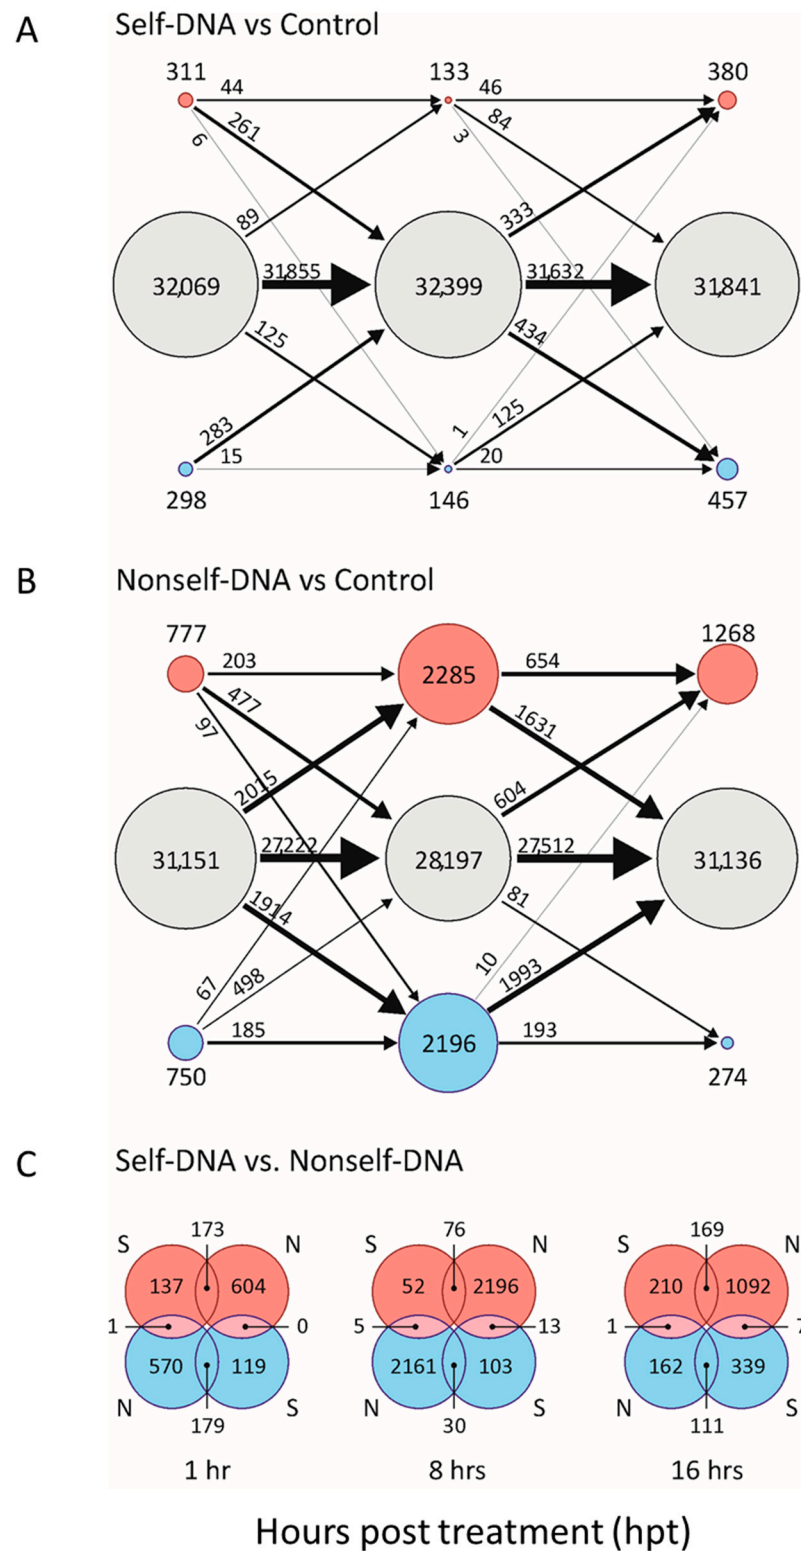 A
Self-DNA vs Control
311 133 380
44 46
261 84
6 3
89 333
32,069 31,855 32,399 31,632 31,841
125 434
283 1 125
15 20
298 146 457
B
Nonself-DNA vs Control
777 1268
203 2285 654
477 1631
97
2015 604
31,151 27,222 28,197 27,512 31,136
1914 81
67 498 10 1993
185 2196 193
750 274
C
Self-DNA vs. Nonself-DNA
173 76 169
S N S N S N
137 604 52 2196 210 1092
1 0 5 13 1 7
570 119 2161 103 162 339
N S N S N S
179 30 111
1 hr 8 hrs 16 hrs
Hours post treatment (hpt)